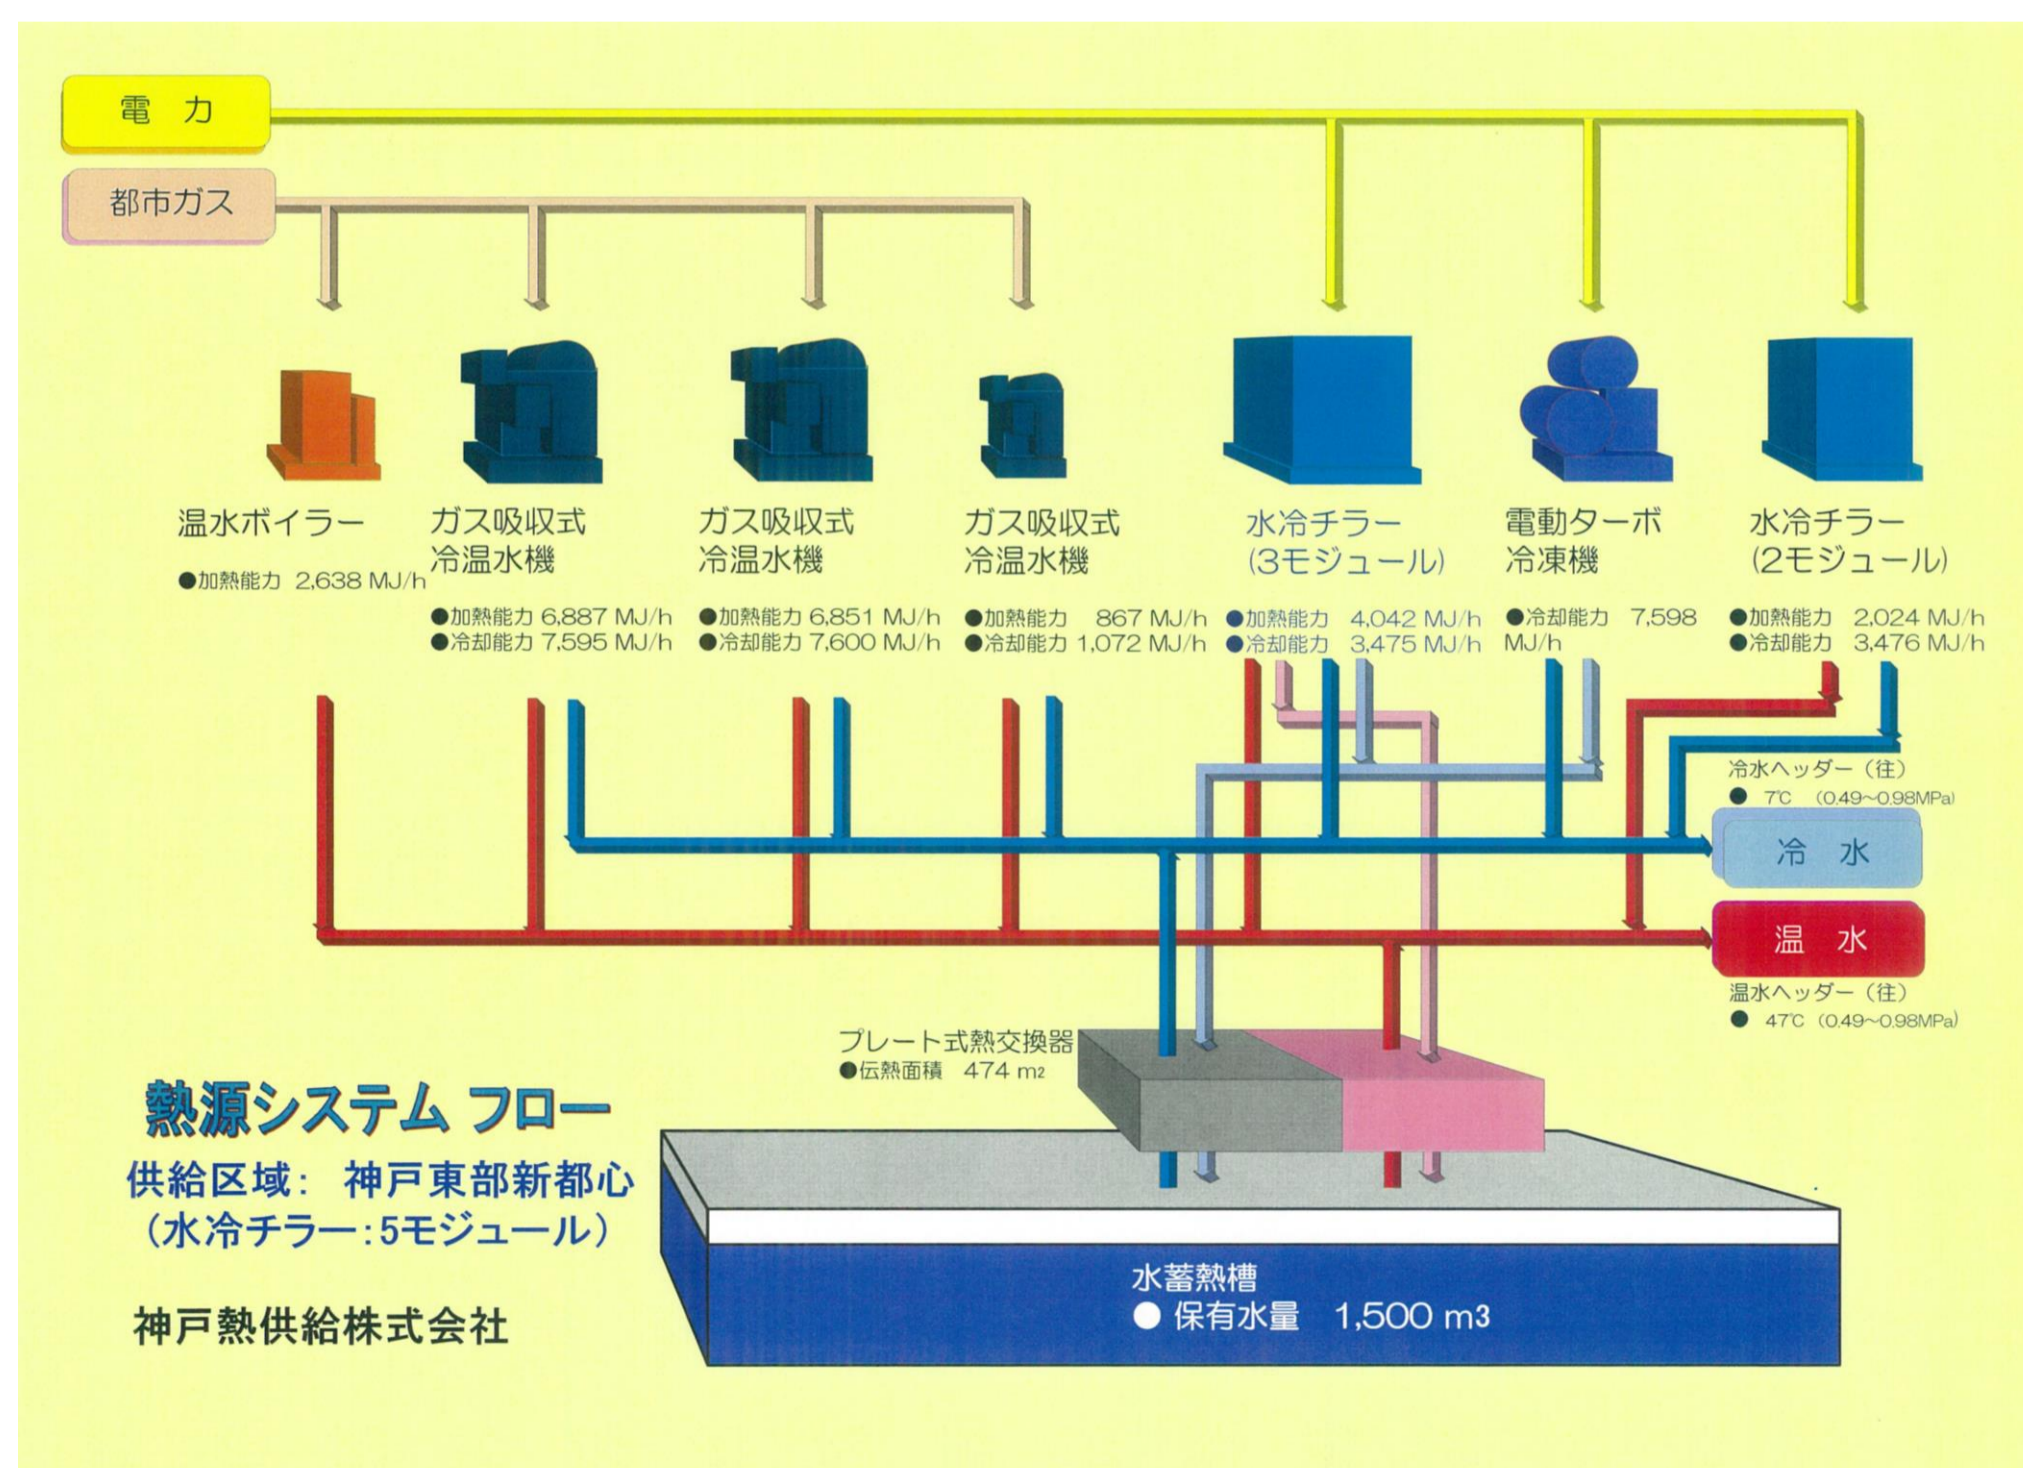 電 力
都市ガス
温水ボイラー
●加熱能力 2,638 MJ/h
ガス吸収式
冷温水機
●加熱能力 6,887 MJ/h
●冷却能力 7,595 MJ/h
ガス吸収式
冷温水機
●加熱能力 6,851 MJ/h
●冷却能力 7,600 MJ/h
ガス吸収式
冷温水機
●加熱能力 867 MJ/h
●冷却能力 1,072 MJ/h
水冷チラー
(3モジュール)
●加熱能力 4,042 MJ/h
●冷却能力 3,475 MJ/h
電動ターボ
冷凍機
●冷却能力 7,598
MJ/h
水冷チラー
(2モジュール)
●加熱能力 2,024 MJ/h
●冷却能力 3,476 MJ/h
冷水ヘッダー（往）
● 7℃ （0.49～0.98MPa）
冷 水
温 水
温水ヘッダー（往）
● 47℃（0.49～0.98MPa）
プレート式熱交換器
●伝熱面積 474 m2
熱源システム フロー
供給区域： 神戸東部新都心
（水冷チラー：5モジュール）
神戸熱供給株式会社
水蓄熱槽
● 保有水量 1,500 m3